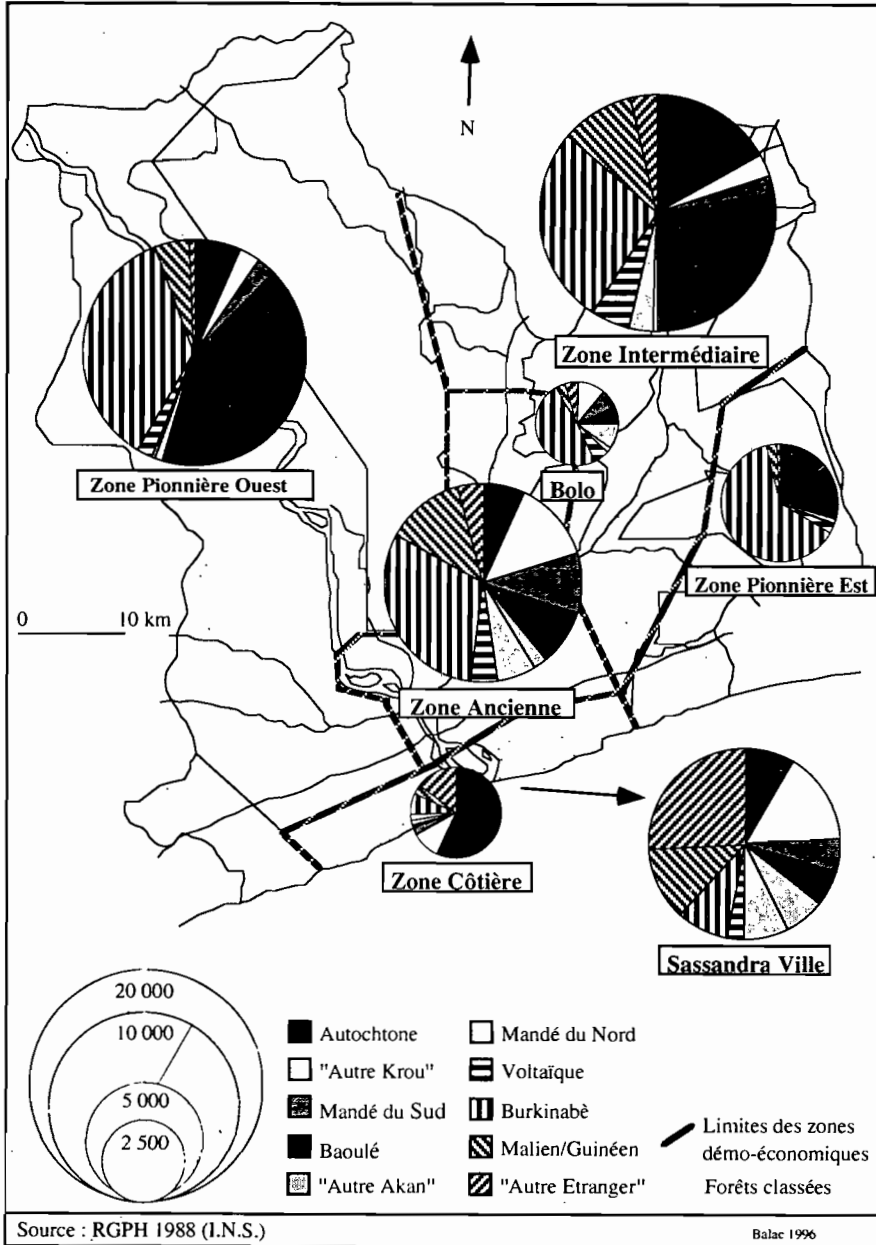 N
Zone Intermédiaire
Zone Pionnière Ouest
Bolo
Zone Pionnière Est
0 10 km
Zone Ancienne
Zone Côtière
Sassandra Ville
20 000
10 000
5 000
2 500
Autochtone
"Autre Krou"
Mandé du Sud
Baoulé
"Autre Akan"
Mandé du Nord
Voltaïque
Burkinabè
Malien/Guinéen
"Autre Etranger"
Limites des zones
démo-économiques
Forêts classées
Source : RGPH 1988 (I.N.S.)
Balac 1996